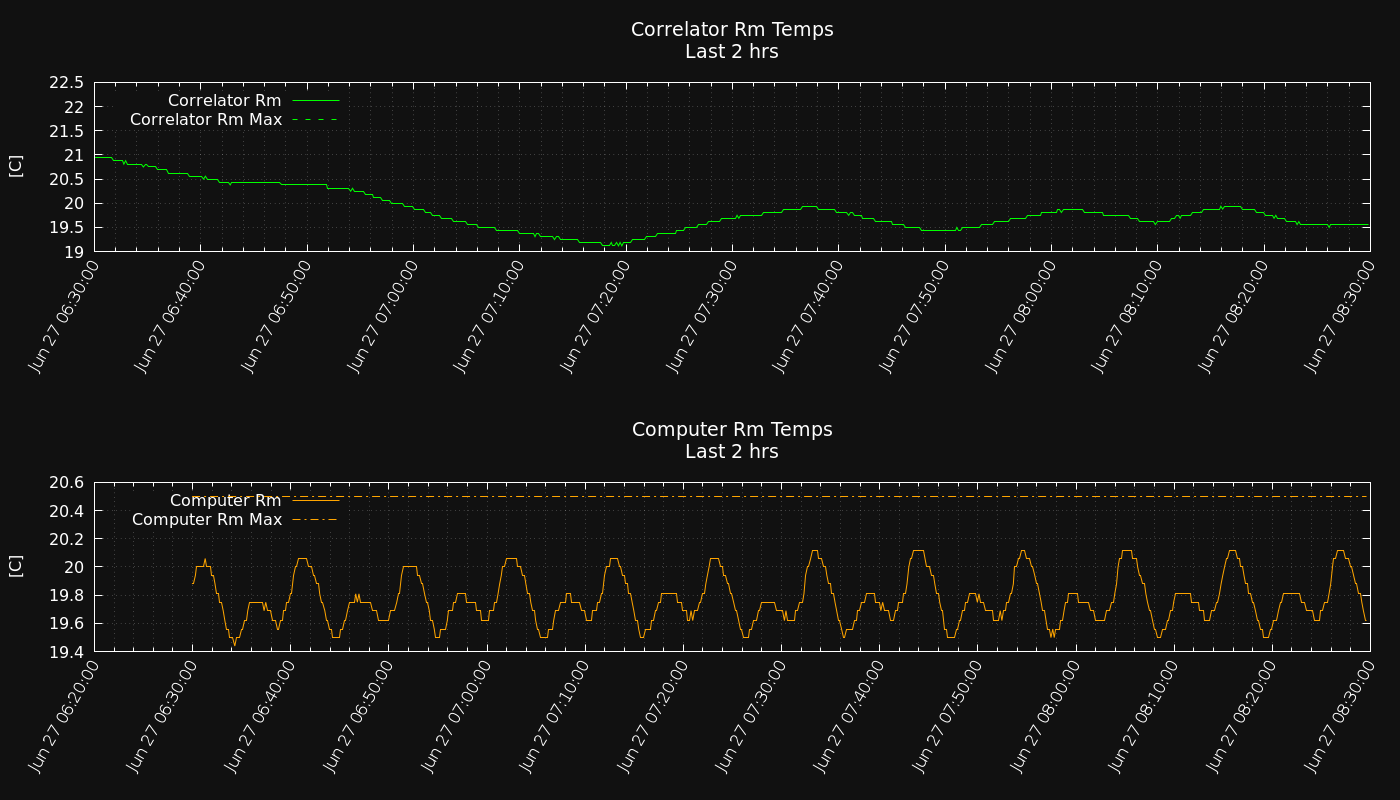 Correlator Rm Temps
Last 2 hrs
22.5
22
21.5
21
20.5
20
19.5
19
[C]
Correlator Rm
Correlator Rm Max
Jun 27 06:30:00
Jun 27 06:40:00
Jun 27 06:50:00
Jun 27 07:00:00
Jun 27 07:10:00
Jun 27 07:20:00
Jun 27 07:30:00
Jun 27 07:40:00
Jun 27 07:50:00
Jun 27 08:00:00
Jun 27 08:10:00
Jun 27 08:20:00
Jun 27 08:30:00
Computer Rm Temps
Last 2 hrs
20.6
20.4
20.2
20
19.8
19.6
19.4
[C]
Computer Rm
Computer Rm Max
Jun 27 06:20:00
Jun 27 06:30:00
Jun 27 06:40:00
Jun 27 06:50:00
Jun 27 07:00:00
Jun 27 07:10:00
Jun 27 07:20:00
Jun 27 07:30:00
Jun 27 07:40:00
Jun 27 07:50:00
Jun 27 08:00:00
Jun 27 08:10:00
Jun 27 08:20:00
Jun 27 08:30:00